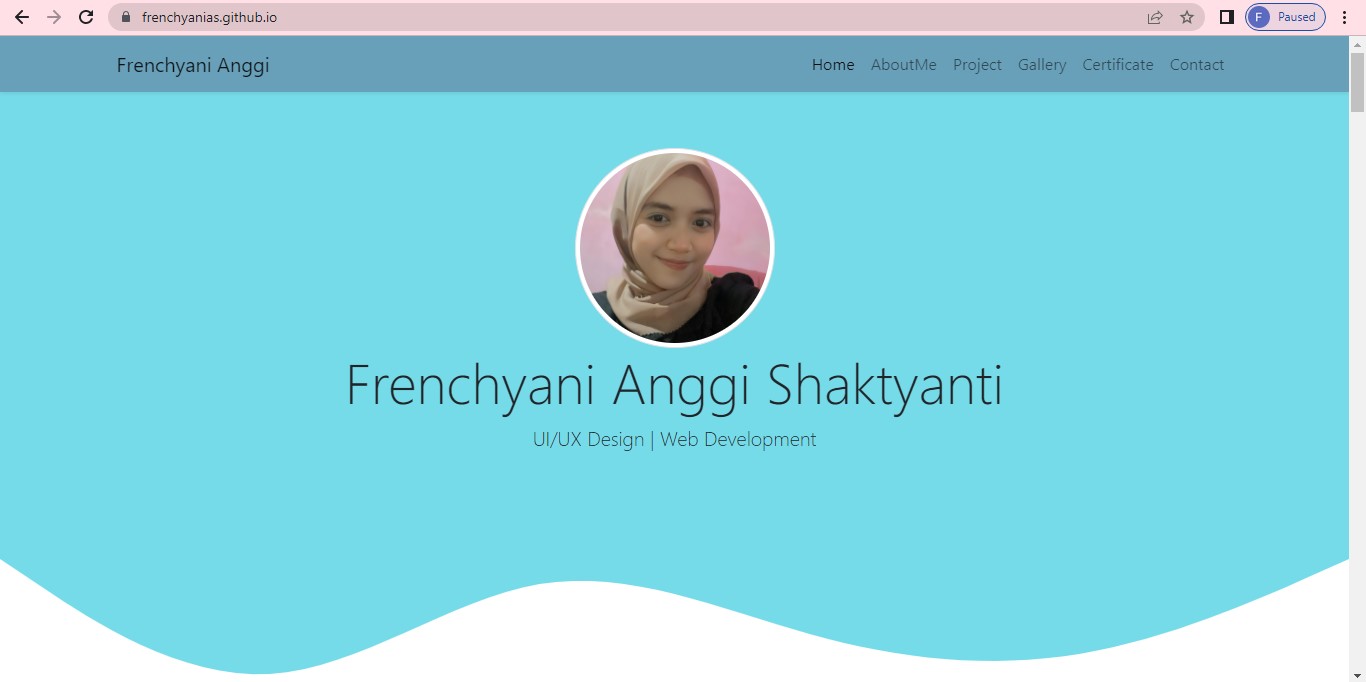 frenchyanias.github.io
F Paused
Frenchyani Anggi
Home AboutMe Project Gallery Certificate Contact
Frenchyani Anggi Shaktyanti
UI/UX Design | Web Development